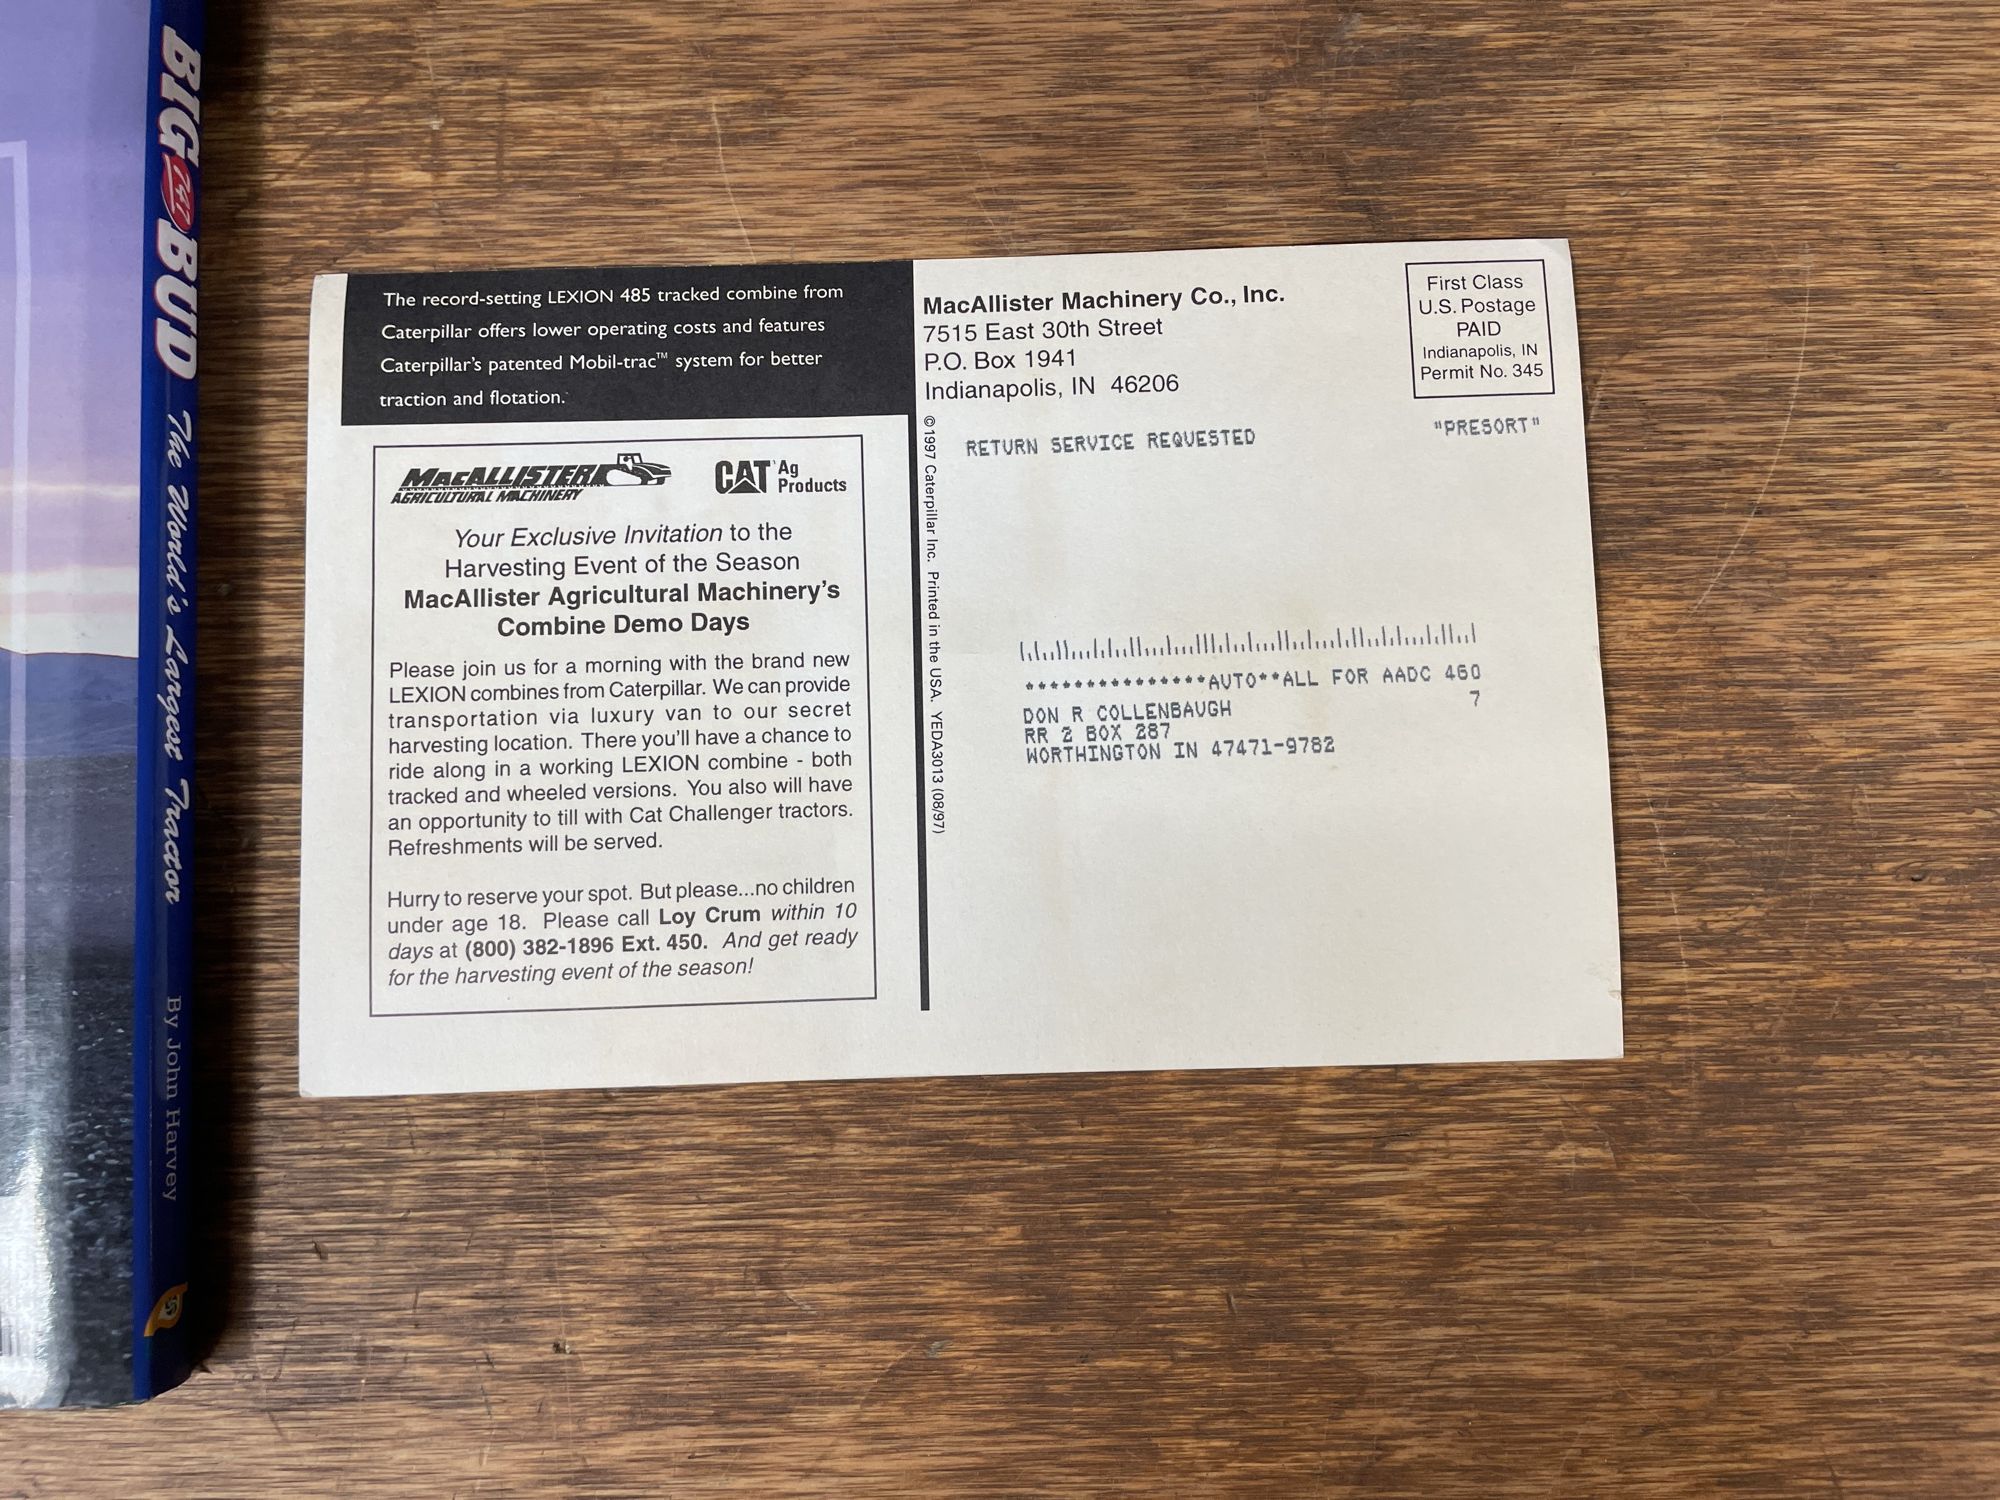 BIG 747 BUD The World's Largest Tractor By John Harvey
The record-setting LEXION 485 tracked combine from
Caterpillar offers lower operating costs and features
Caterpillar's patented Mobil-trac™ system for better
traction and flotation.
MACALLISTER
AGRICULTURAL MACHINERY
CAT Ag
Products
Your Exclusive Invitation to the
Harvesting Event of the Season
MacAllister Agricultural Machinery's
Combine Demo Days
Please join us for a morning with the brand new
LEXION combines from Caterpillar. We can provide
transportation via luxury van to our secret
harvesting location. There you'll have a chance to
ride along in a working LEXION combine - both
tracked and wheeled versions. You also will have
an opportunity to till with Cat Challenger tractors.
Refreshments will be served.
Hurry to reserve your spot. But please...no children
under age 18. Please call Loy Crum within 10
days at (800) 382-1896 Ext. 450. And get ready
for the harvesting event of the season!
©1997 Caterpillar Inc. Printed in the USA. YEDA3013 (08/97)
MacAllister Machinery Co., Inc.
7515 East 30th Street
P.O. Box 1941
Indianapolis, IN 46206
First Class
U.S. Postage
PAID
Indianapolis, IN
Permit No. 345
RETURN SERVICE REQUESTED
"PRESORT"
***************AUTO**ALL FOR AADC 460
7
DON R COLLENBAUGH
RR 2 BOX 287
WORTHINGTON IN 47471-9782